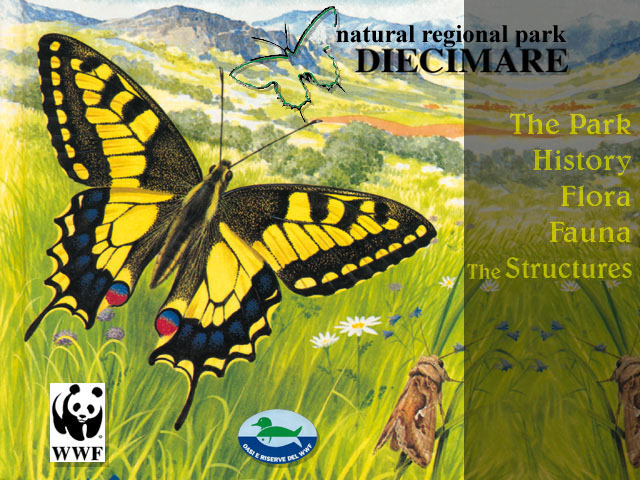 natural regional park
DIECIMARE
The Park
History
Flora
Fauna
The Structures
WWF
OASI E RISERVE DEL WWF